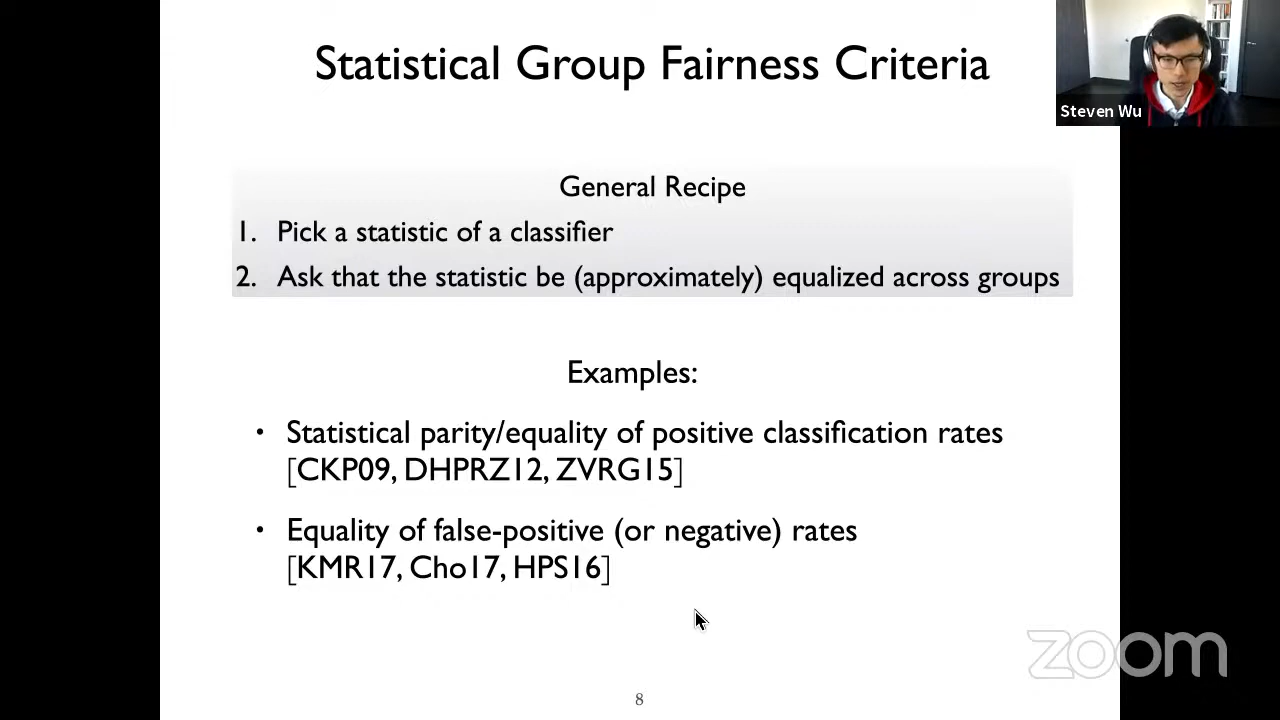 Statistical Group Fairness Criteria
Steven Wu
General Recipe
1. Pick a statistic of a classifier
2. Ask that the statistic be (approximately) equalized across groups
Examples:
• Statistical parity/equality of positive classification rates
[CKP09, DHPRZ12, ZVRG15]
• Equality of false-positive (or negative) rates
[KMR17, Cho17, HPS16]
zoom
8